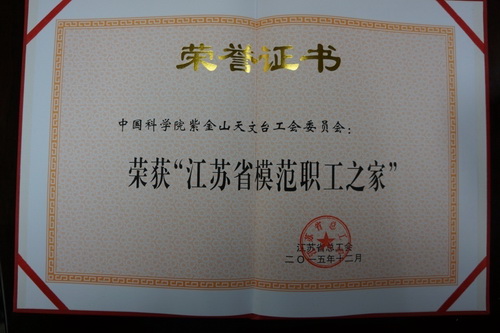 荣誉证书
中国科学院紫金山天文台工会委员会：
荣获“江苏省模范职工之家”
江苏省总工会
二〇一五年十二月